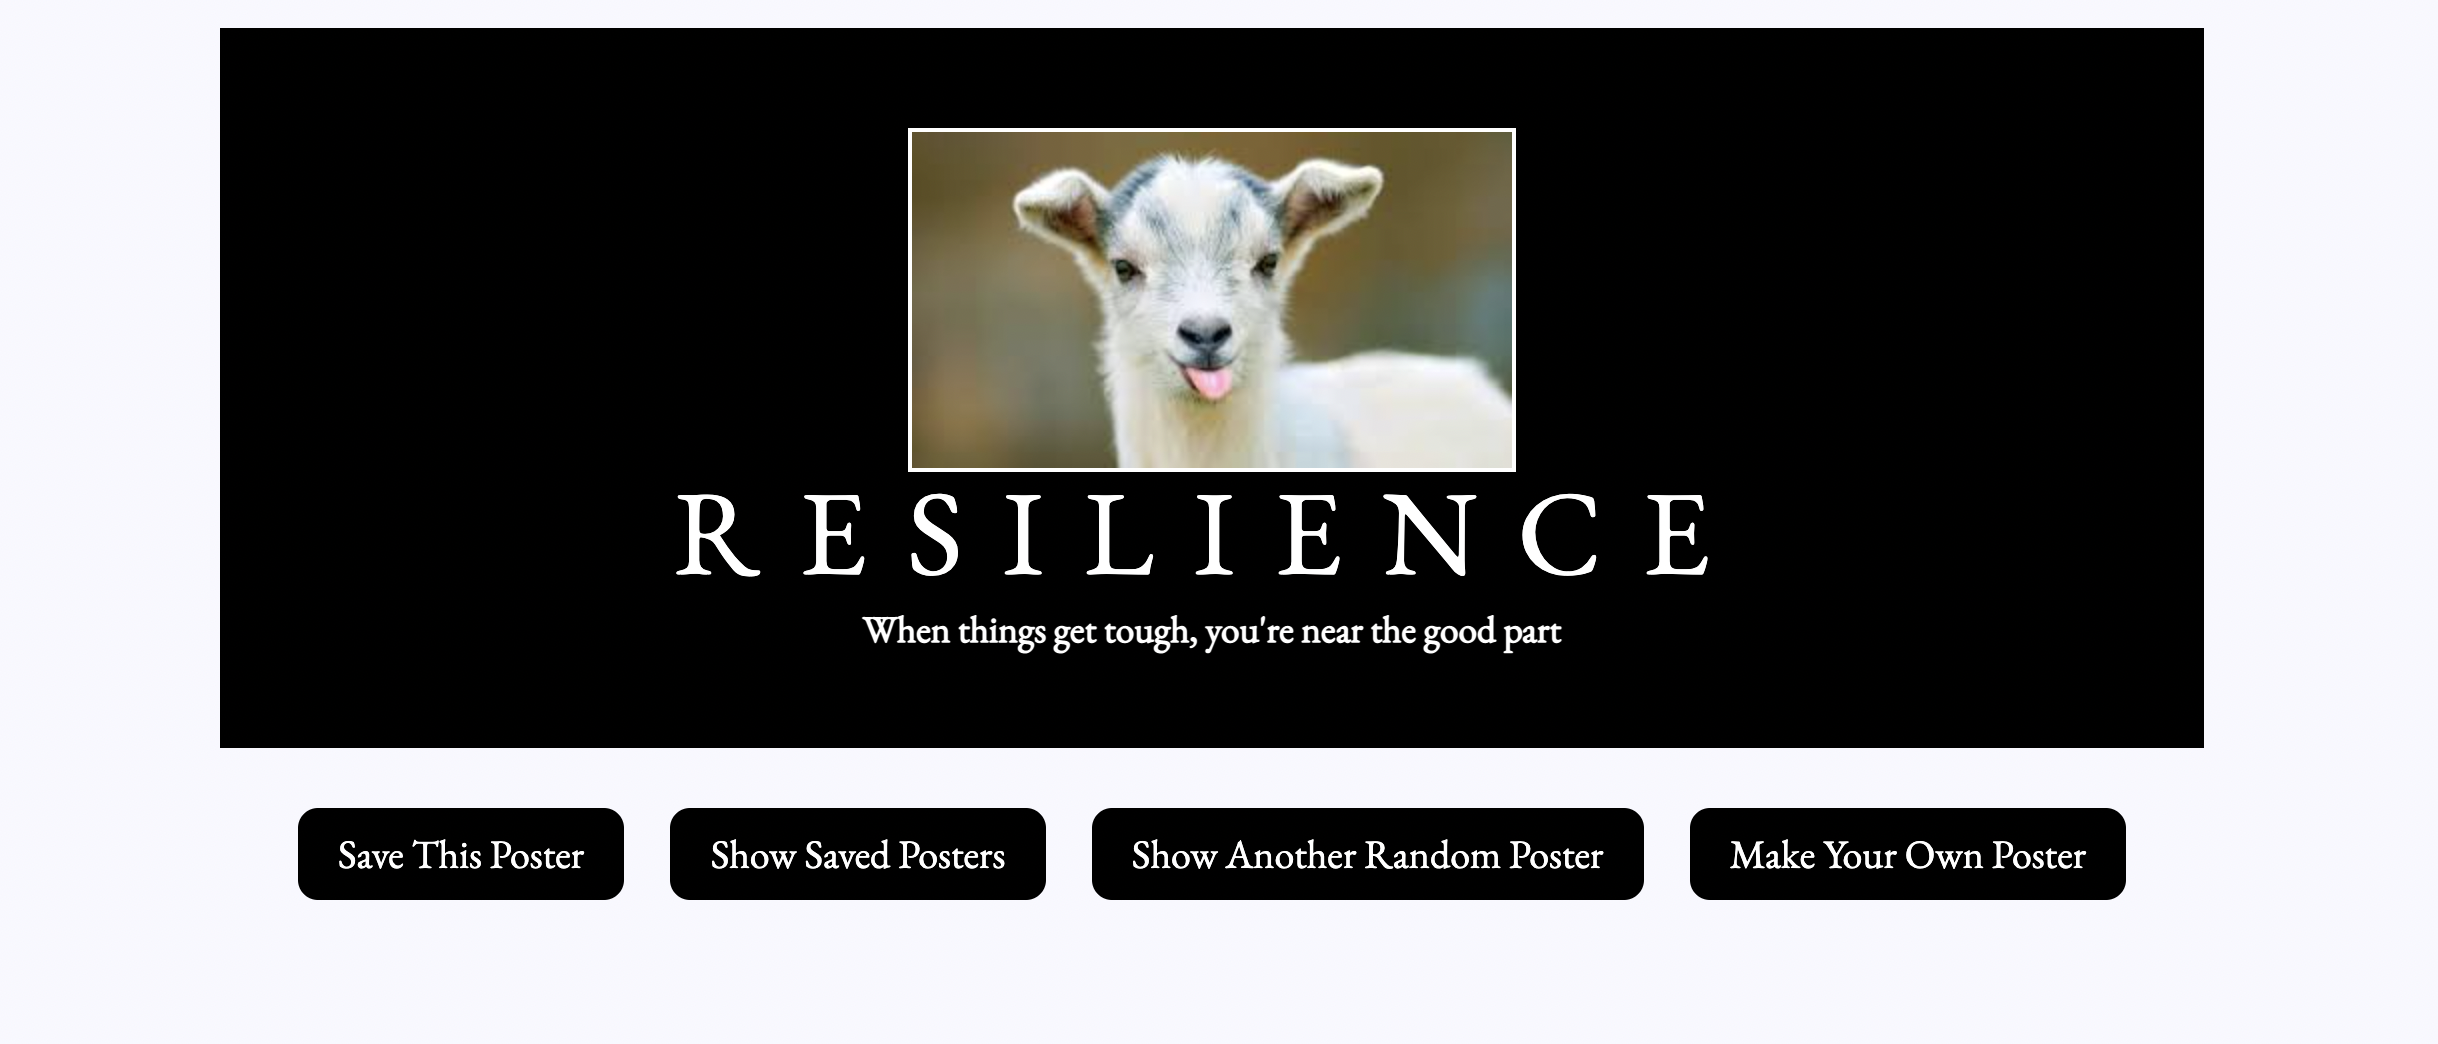 RESILIENCE
When things get tough, you're near the good part
Save This Poster
Show Saved Posters
Show Another Random Poster
Make Your Own Poster